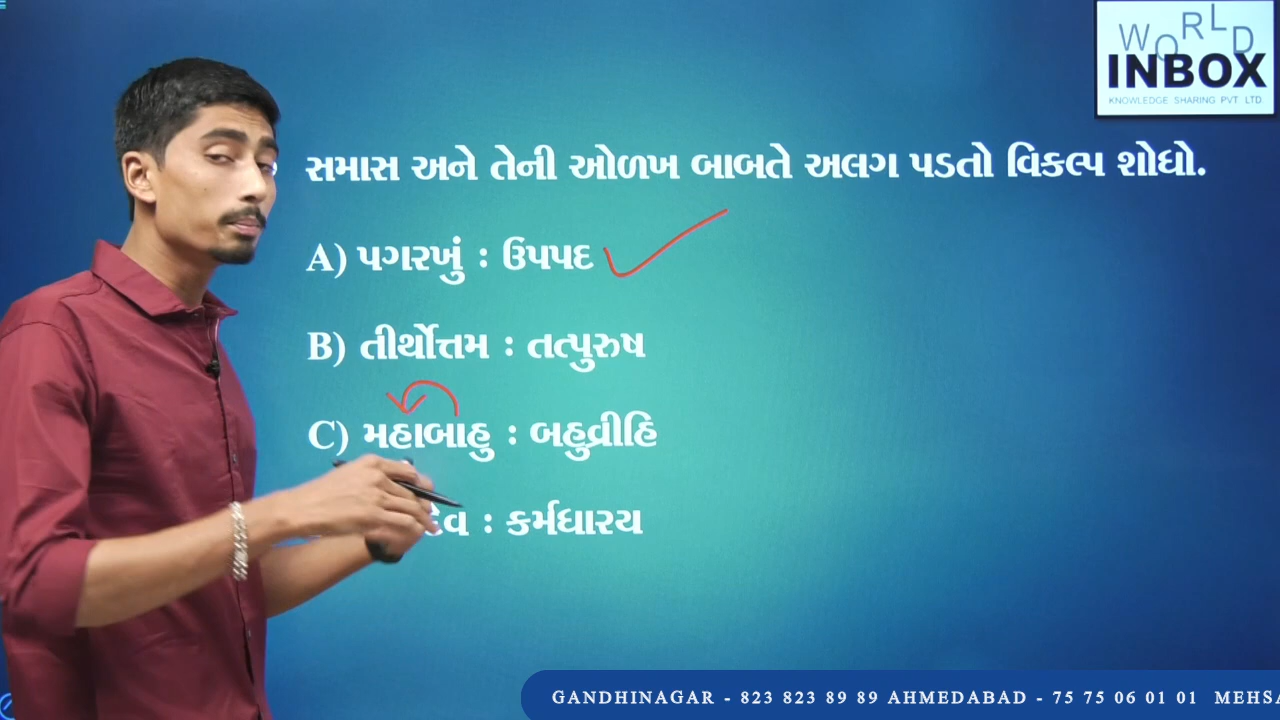 WORLD
INBOX
KNOWLEDGE SHARING PVT LTD.
સમાસ અને તેની ઓળખ બાબતે અલગ પડતો વિકલ્પ શોધો.
A) પગરખું : ઉપપદ
B) તીર્થોત્તમ : તત્પુરુષ
C) મહાબાહુ : બહુવ્રીહિ
: કર્મધારય
GANDHINAGAR - 823 823 89 89 AHMEDABAD - 75 75 06 01 01